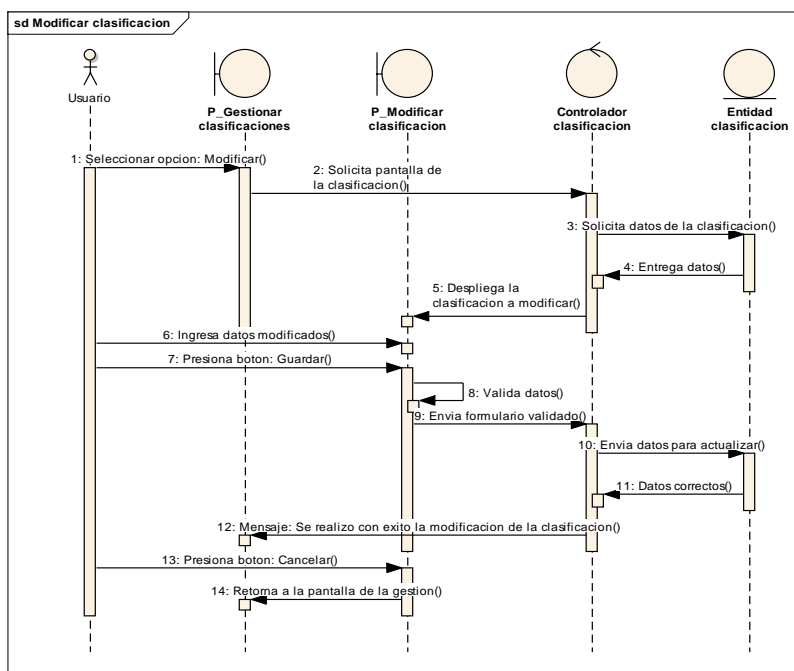 sd Modificar clasificacion
Usuario
P_Gestionar
clasificaciones
P_Modificar
clasificacion
Controlador
clasificacion
Entidad
clasificacion
1: Seleccionar opcion: Modificar()
2: Solicita pantalla de
la clasificacion()
3: Solicita datos de la clasificacion()
4: Entrega datos()
5: Despliega la
clasificacion a modificar()
6: Ingresa datos modificados()
7: Presiona boton: Guardar()
8: Valida datos()
9: Envia formulario validado()
10: Envia datos para actualizar()
11: Datos correctos()
12: Mensaje: Se realizo con exito la modificacion de la clasificacion()
13: Presiona boton: Cancelar()
14: Retorna a la pantalla de la gestion()